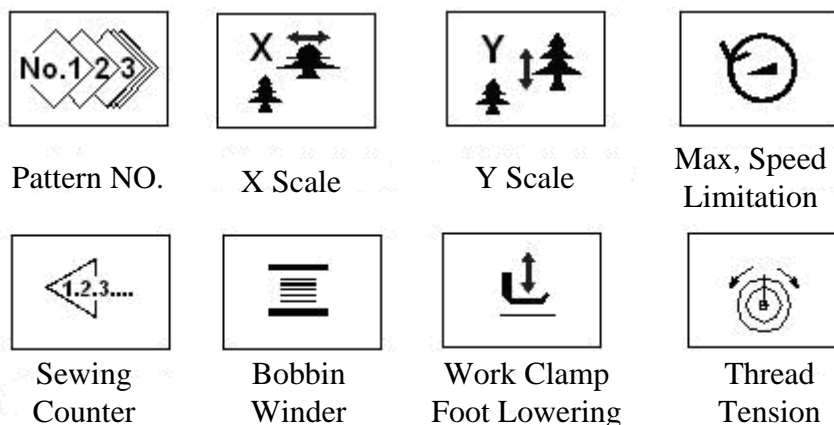 No.1 2 3
X
Y
Pattern NO.
X Scale
Y Scale
Max, Speed
Limitation
1.2.3....
Sewing
Counter
Bobbin
Winder
Work Clamp
Foot Lowering
Thread
Tension